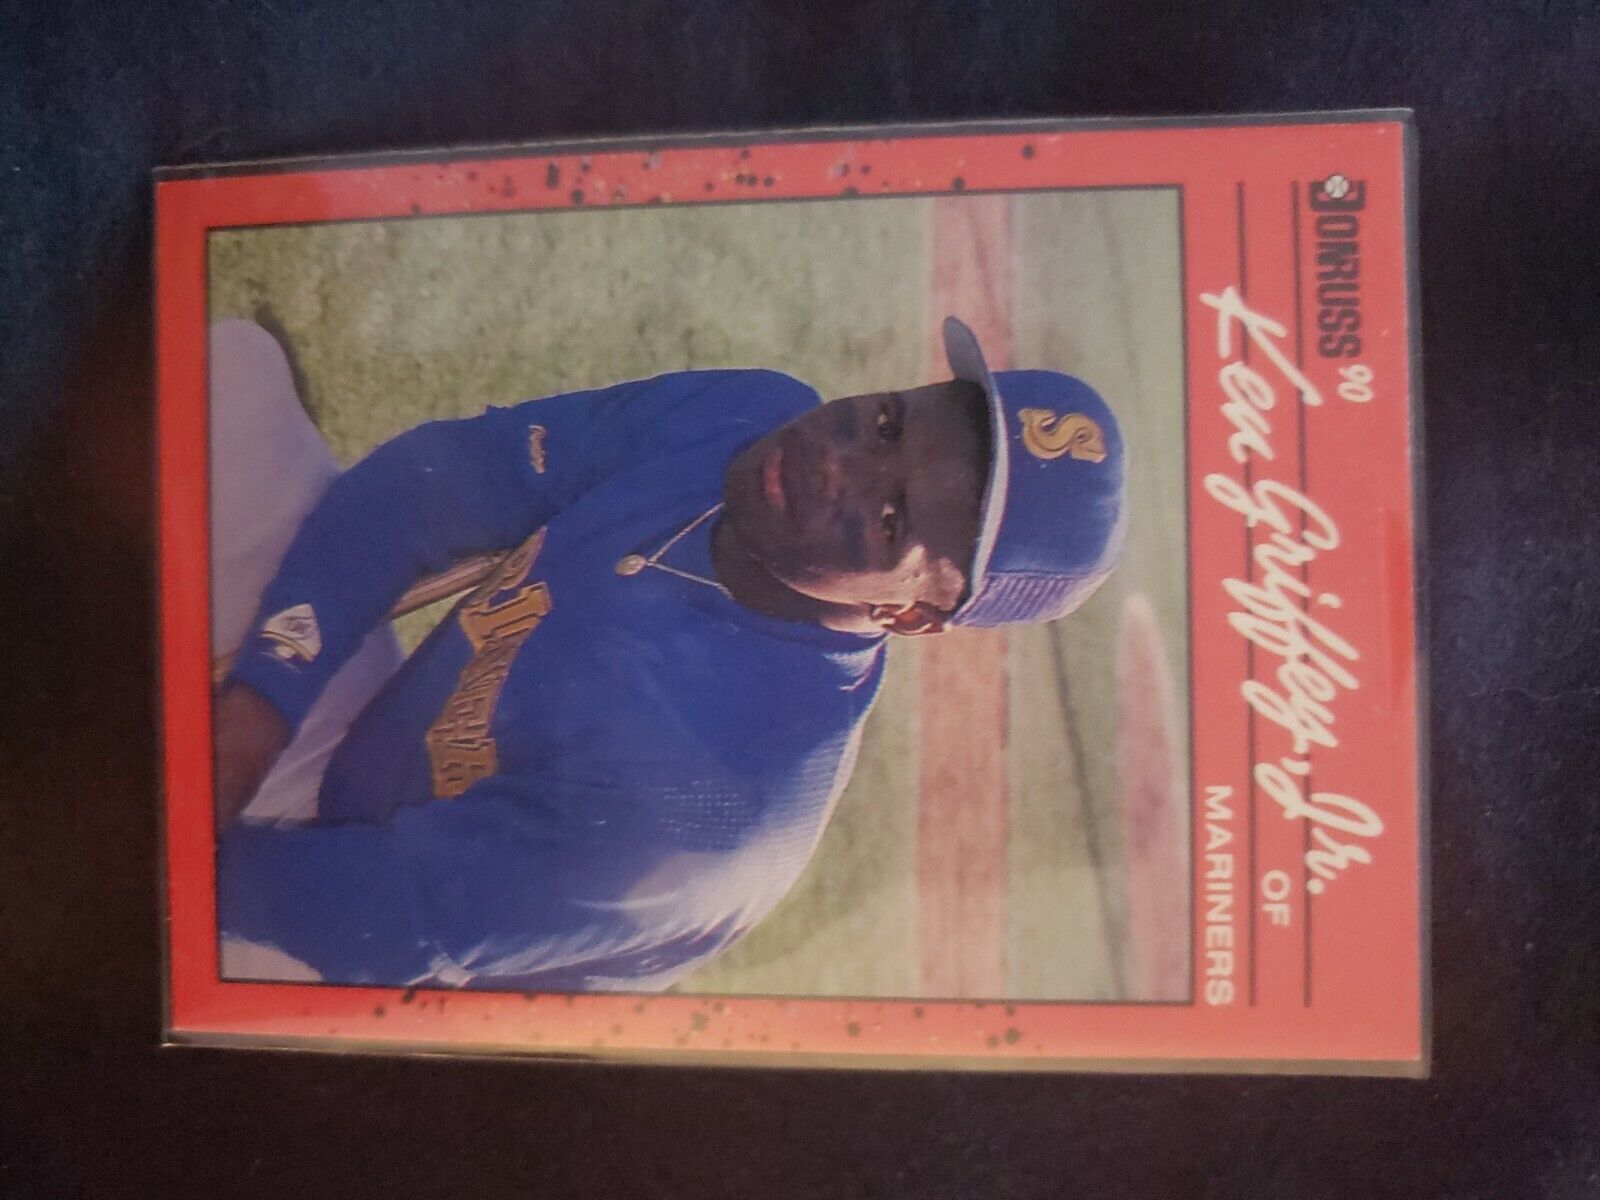 DONRUSS '90
Ken Griffey, Jr.
OF
MARINERS
S